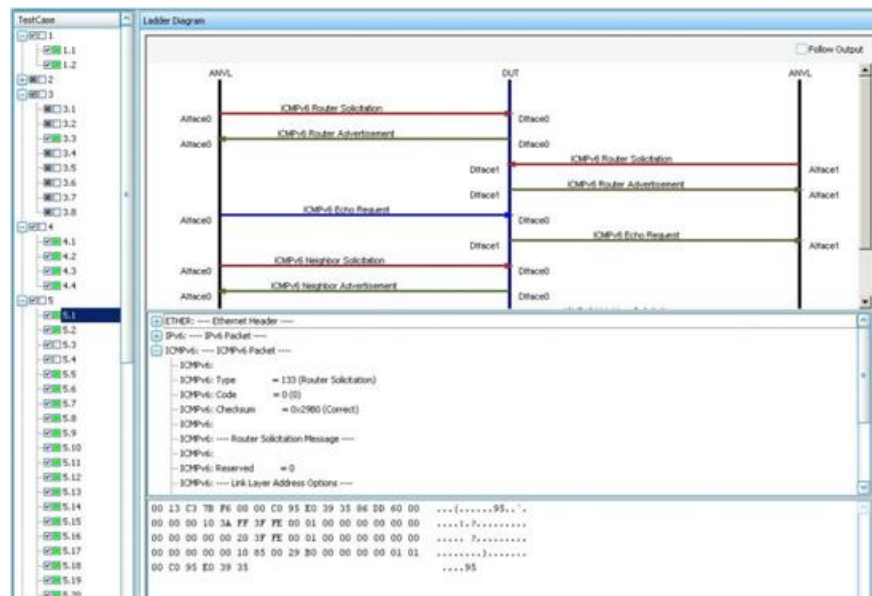 TestCase
1
1.1
1.2
2
3
3.1
3.2
3.3
3.4
3.5
3.6
3.7
3.8
4
4.1
4.2
4.3
4.4
5
5.1
5.2
5.3
5.4
5.5
5.6
5.7
5.8
5.9
5.10
5.11
5.12
5.13
5.14
5.15
5.16
5.17
5.18
5.19
5.20
Ladder Diagram
Follow Output
ANVL DUT ANVL
ICMPv6 Router Solicitation
AIface0 DIface0
ICMPv6 Router Advertisement
AIface0 DIface0
ICMPv6 Router Solicitation
DIface1 AIface1
ICMPv6 Router Advertisement
DIface1 AIface1
ICMPv6 Echo Request
AIface0 DIface0
ICMPv6 Echo Request
DIface1 AIface1
ICMPv6 Neighbor Solicitation
AIface0 DIface0
ICMPv6 Neighbor Advertisement
AIface0 DIface0
ETHER: ---- Ethernet Header ----
IPv6: ---- IPv6 Packet ----
ICMPv6: ---- ICMPv6 Packet ----
ICMPv6:
ICMPv6: Type = 133 (Router Solicitation)
ICMPv6: Code = 0 (0)
ICMPv6: Checksum = 0x29B0 (Correct)
ICMPv6:
ICMPv6: ---- Router Solicitation Message ----
ICMPv6:
ICMPv6: Reserved = 0
ICMPv6: ---- Link Layer Address Options ----
00 13 C3 7B F6 00 00 C0 95 E0 39 35 86 DD 60 00 ...{......95..`.
00 00 00 10 3A FF 3F FE 00 01 00 00 00 00 00 00 ....:.?.........
00 00 00 00 00 20 3F FE 00 01 00 00 00 00 00 00 ..... ?.........
00 00 00 00 00 10 85 00 29 B0 00 00 00 00 01 01 ........).......
00 C0 95 E0 39 35 ....95